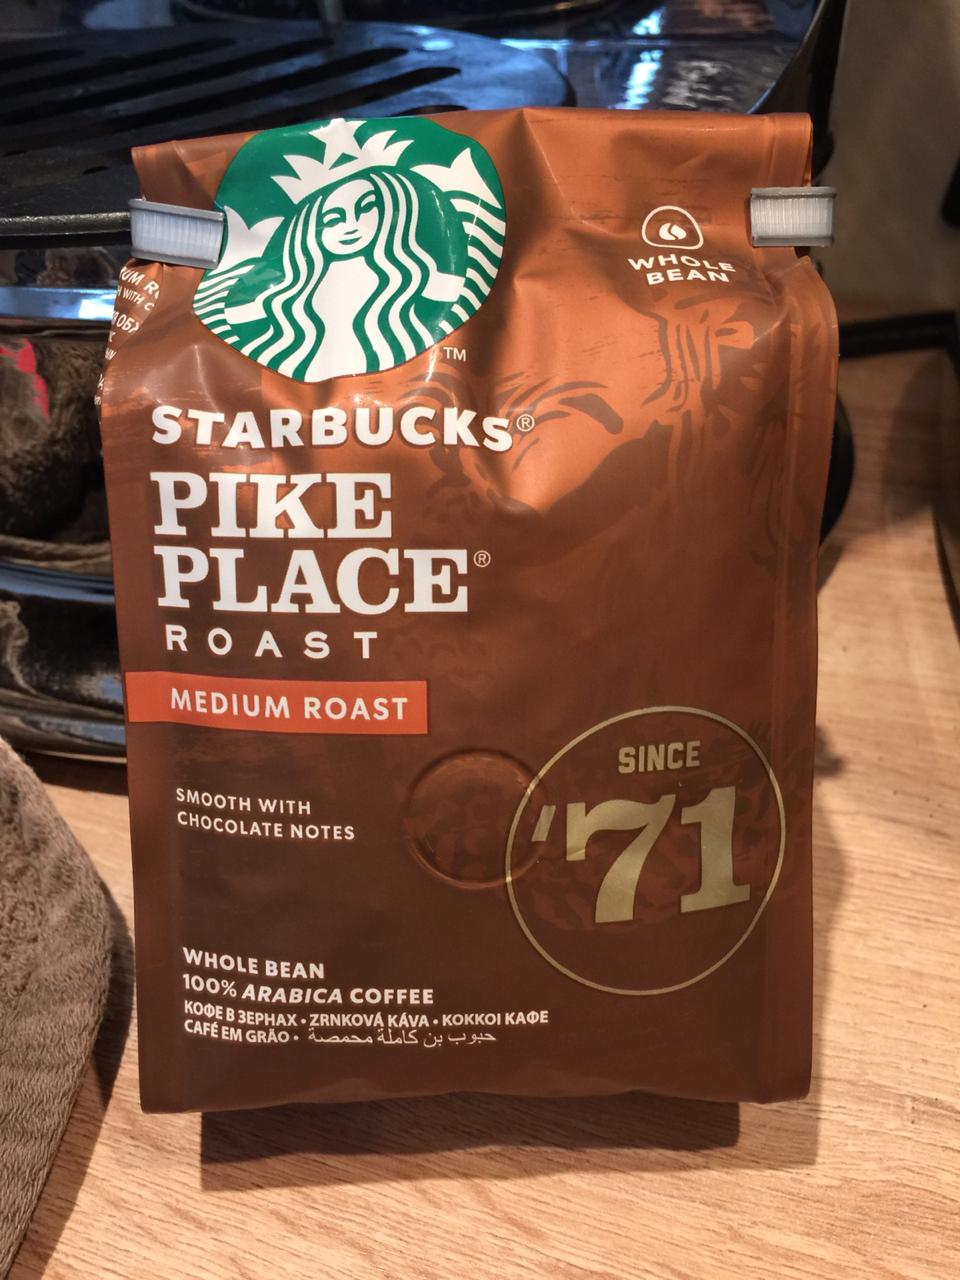 WHOLE
BEAN
TM
STARBUCKS®
PIKE
PLACE®
ROAST
MEDIUM ROAST
SINCE
'71
SMOOTH WITH
CHOCOLATE NOTES
WHOLE BEAN
100% ARABICA COFFEE
КОФЕ В ЗЕРНАХ • ZRNKOVÁ KÁVA • ΚΟΚΚΟΙ ΚΑΦΕ
CAFÉ EM GRÃO • حبوب بن كاملة محمصة